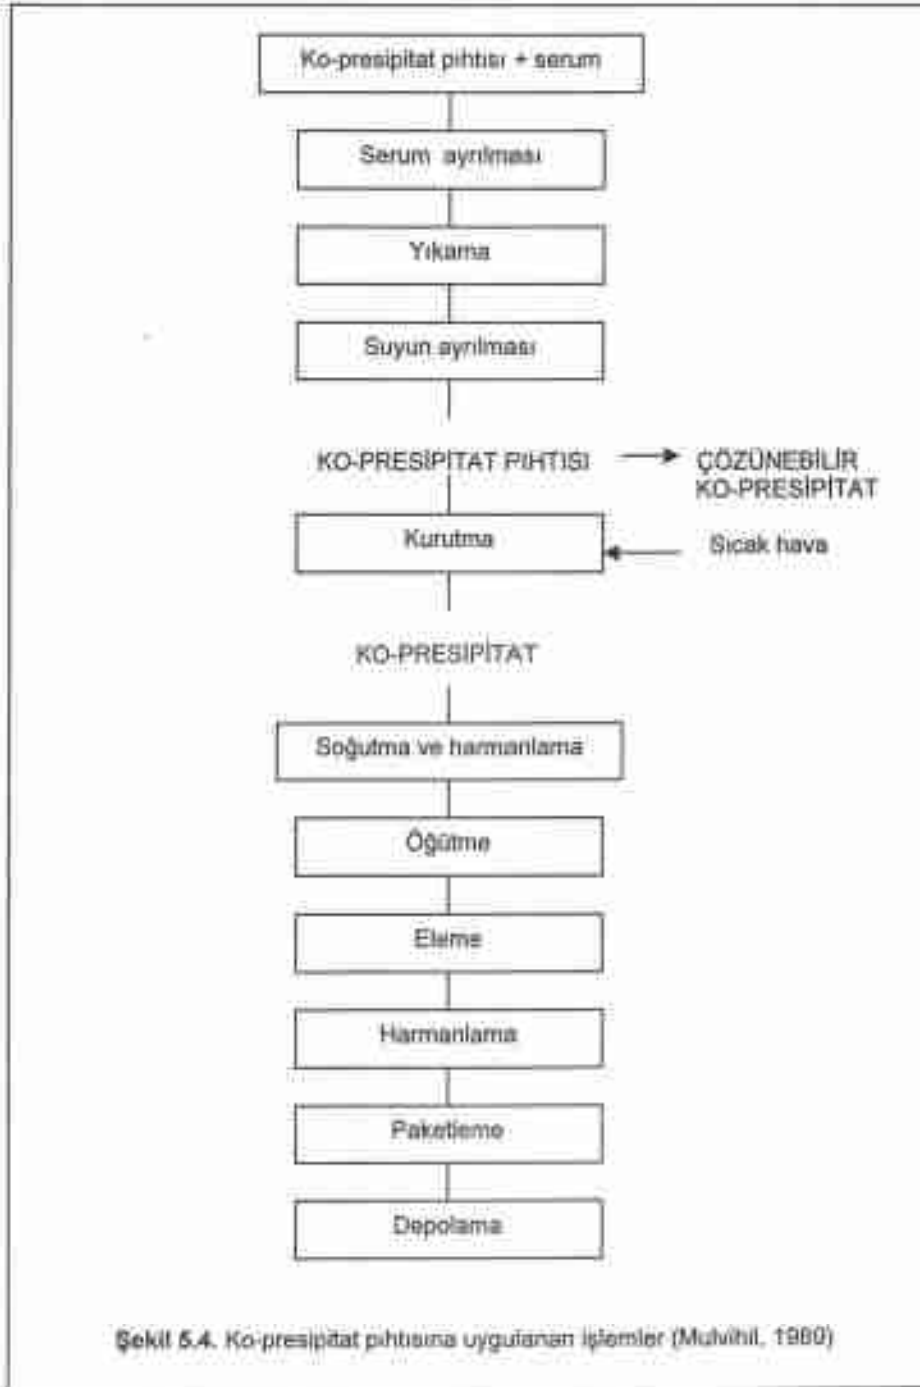 Ko-presipitat pıhtısı + serum
Serum ayrılması
Yıkama
Suyun ayrılması
KO-PRESİPİTAT PIHTISI
ÇÖZÜNEBİLİR
KO-PRESİPİTAT
Kurutma
Sıcak hava
KO-PRESİPİTAT
Soğutma ve harmanlama
Öğütme
Eleme
Harmanlama
Paketleme
Depolama
Şekil 5.4. Ko-presipitat pıhtısına uygulanan işlemler (Mulvihil, 1989)